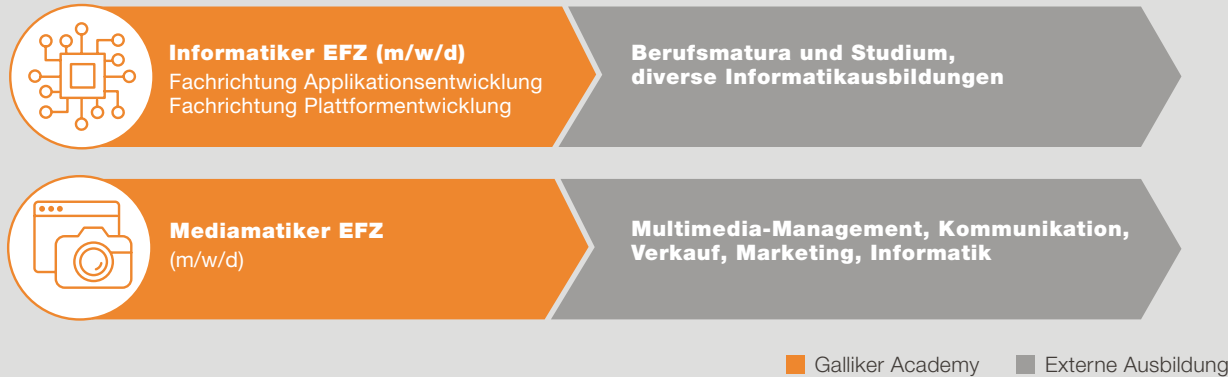 Informatiker EFZ (m/w/d)
Fachrichtung Applikationsentwicklung
Fachrichtung Plattformentwicklung
Berufsmatura und Studium,
diverse Informatikausbildungen
Mediamatiker EFZ
(m/w/d)
Multimedia-Management, Kommunikation,
Verkauf, Marketing, Informatik
Galliker Academy
Externe Ausbildung